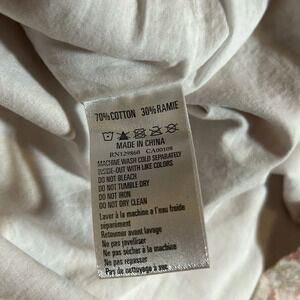 70%COTTON 30%RAMIE
MADE IN CHINA
RN129860 CA00108
MACHINE WASH COLD SEPARATELY
INSIDE-OUT WITH LIKE COLORS
DO NOT BLEACH
DO NOT TUMBLE DRY
DO NOT IRON
DO NOT DRY CLEAN
Laver à la machine a l'eau froide
séparément
Retourner avant lavage
Ne pas javelliser
Ne pas sécher à la machine
Ne pas repasser
Pas de nettoyage à sec